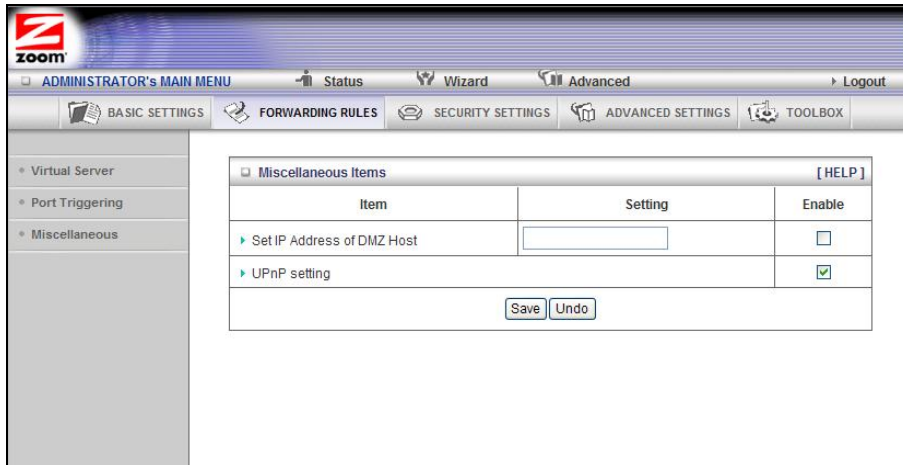 zoom
ADMINISTRATOR's MAIN MENU Status Wizard Advanced Logout
BASIC SETTINGS FORWARDING RULES SECURITY SETTINGS ADVANCED SETTINGS TOOLBOX
Virtual Server
Port Triggering
Miscellaneous
Miscellaneous Items [ HELP ]
Item Setting Enable
Set IP Address of DMZ Host
UPnP setting
Save Undo